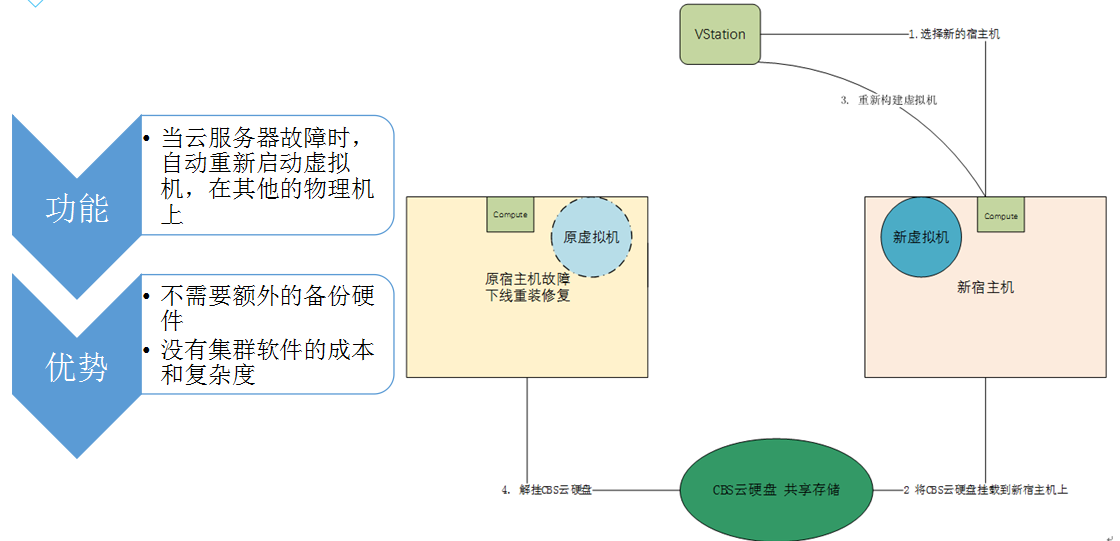 功能
• 当云服务器故障时，
自动重新启动虚拟
机，在其他的物理机
上
优势
• 不需要额外的备份硬
件
• 没有集群软件的成本
和复杂度
VStation
1.选择新的宿主机
3. 重新构建虚拟机
Compute
原虚拟机
原宿主机故障
下线重装修复
新虚拟机
Compute
新宿主机
4. 解挂CBS云硬盘
CBS云硬盘 共享存储
2 将CBS云硬盘挂载到新宿主机上